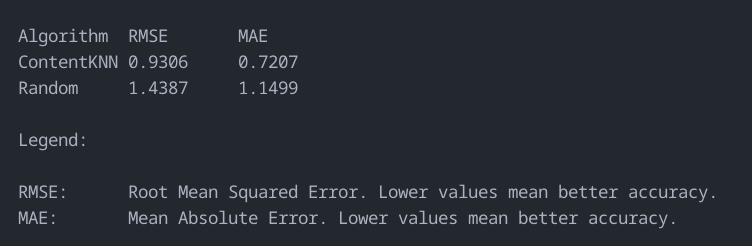 Algorithm  RMSE       MAE
ContentKNN 0.9306     0.7207
Random     1.4387     1.1499
Legend:
RMSE:      Root Mean Squared Error. Lower values mean better accuracy.
MAE:       Mean Absolute Error. Lower values mean better accuracy.